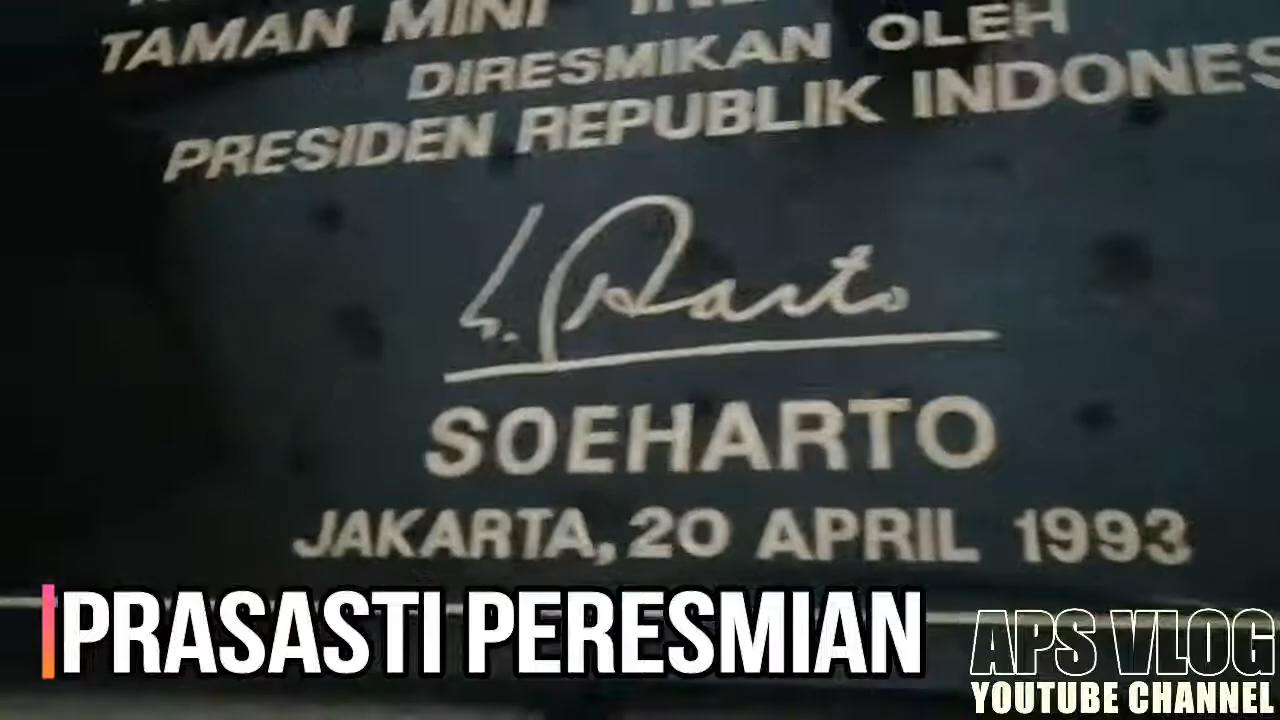 TAMAN MINI
DIRESMIKAN OLEH
PRESIDEN REPUBLIK INDONES
SOEHARTO
JAKARTA, 20 APRIL 1993
PRASASTI PERESMIAN
APS VLOG
YOUTUBE CHANNEL